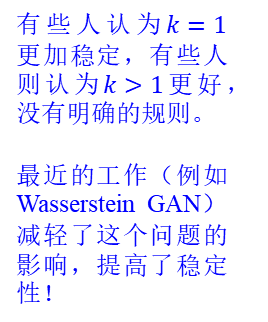 有些人认为k = 1
更加稳定，有些人
则认为k > 1更好，
没有明确的规则。
最近的工作（例如
Wasserstein GAN）
减轻了这个问题的
影响，提高了稳定
性！